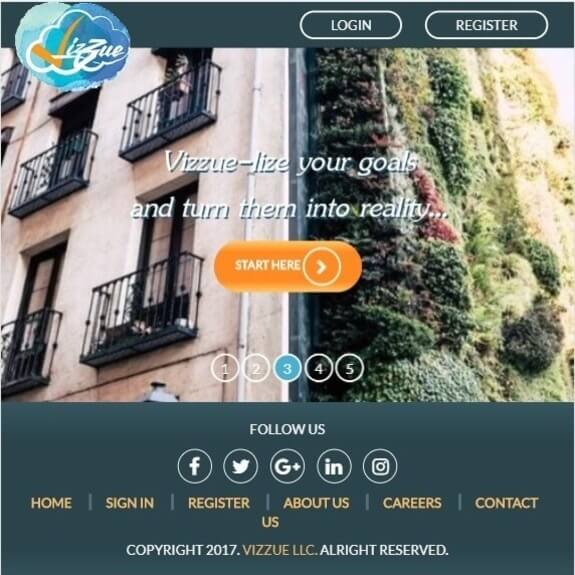 Vizzue
LOGIN
REGISTER
Vizzue-lize your goals
and turn them into reality...
START HERE
1 2 3 4 5
FOLLOW US
f G+ in
HOME | SIGN IN | REGISTER | ABOUT US | CAREERS | CONTACT
US
COPYRIGHT 2017. VIZZUE LLC. ALRIGHT RESERVED.